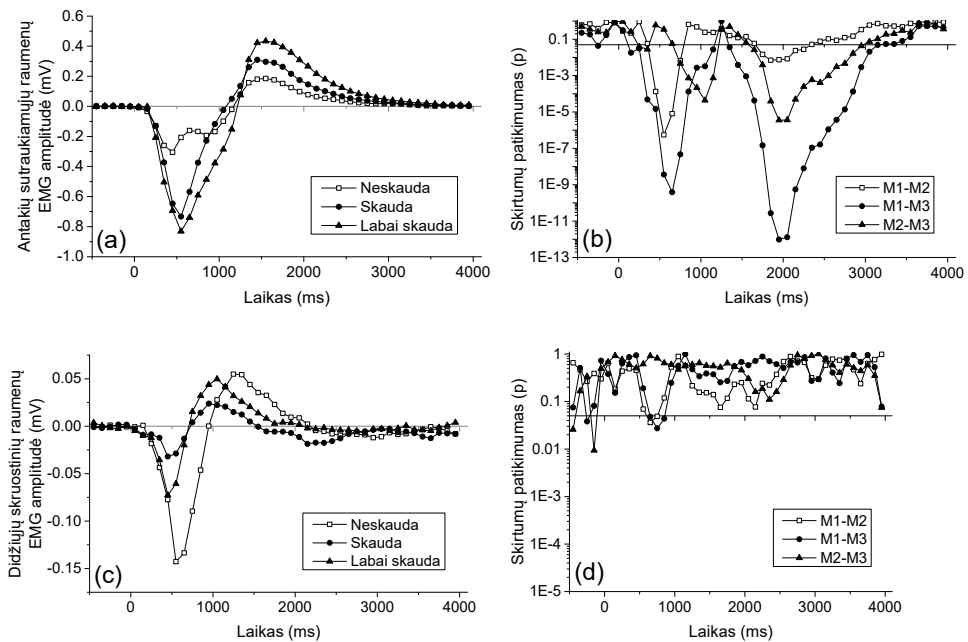 Antakių sutraukiamųjų raumenų
EMG amplitudė (mV)
0.6
0.4
0.2
0.0
-0.2
-0.4
-0.6
-0.8
-1.0
(a)
Neskauda
Skauda
Labai skauda
0 1000 2000 3000 4000
Laikas (ms)
Skirtumų patikimumas (p)
0.1
1E-3
1E-5
1E-7
1E-9
1E-11
1E-13
(b)
M1-M2
M1-M3
M2-M3
0 1000 2000 3000 4000
Laikas (ms)
Didžiųjų skruostinių raumenų
EMG amplitudė (mV)
0.05
0.00
-0.05
-0.10
-0.15
(c)
Neskauda
Skauda
Labai skauda
0 1000 2000 3000 4000
Laikas (ms)
Skirtumų patikimumas (p)
1
0.1
0.01
1E-3
1E-4
1E-5
(d)
M1-M2
M1-M3
M2-M3
0 1000 2000 3000 4000
Laikas (ms)